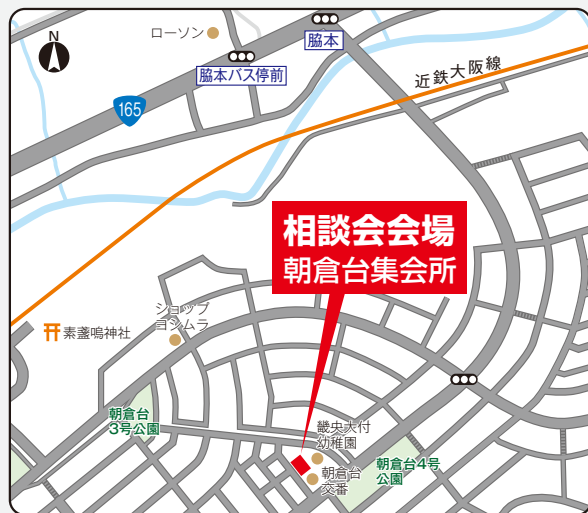 N
ローソン
脇本
脇本バス停前
近鉄大阪線
165
相談会会場
朝倉台集会所
ショップ
ヨシムラ
素盞鳴神社
朝倉台
3号公園
畿央大付
幼稚園
朝倉台4号
公園
朝倉台
交番